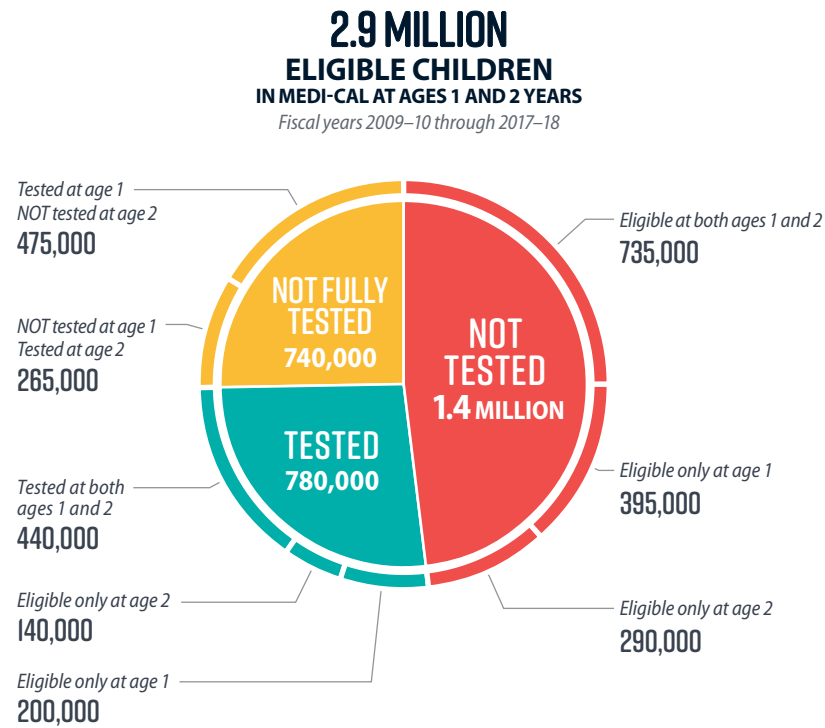 2.9 MILLION
ELIGIBLE CHILDREN
IN MEDI-CAL AT AGES 1 AND 2 YEARS
Fiscal years 2009–10 through 2017–18
Tested at age 1
NOT tested at age 2
475,000
NOT tested at age 1
Tested at age 2
265,000
Tested at both
ages 1 and 2
440,000
Eligible only at age 2
140,000
Eligible only at age 1
200,000
NOT FULLY
TESTED
740,000
TESTED
780,000
NOT
TESTED
1.4 MILLION
Eligible at both ages 1 and 2
735,000
Eligible only at age 1
395,000
Eligible only at age 2
290,000